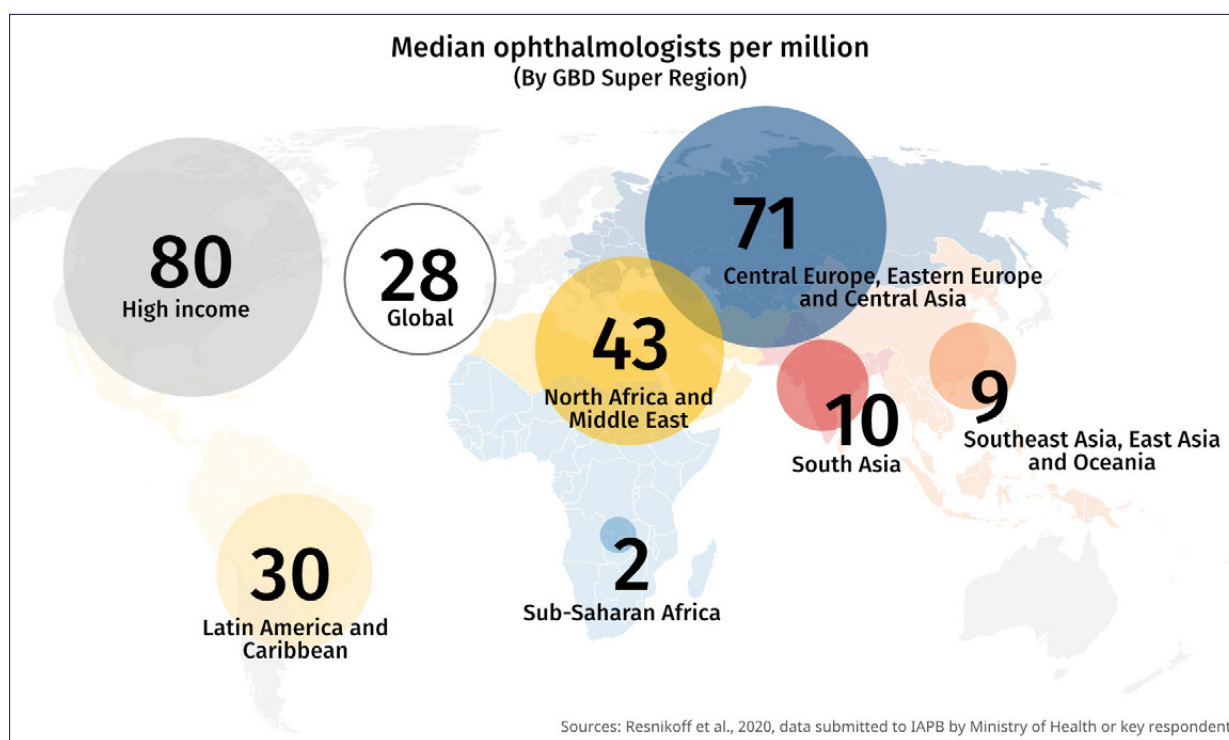 Median ophthalmologists per million
(By GBD Super Region)
80
High income
28
Global
71
Central Europe, Eastern Europe
and Central Asia
43
North Africa and
Middle East
10
South Asia
9
Southeast Asia, East Asia
and Oceania
30
Latin America and
Caribbean
2
Sub-Saharan Africa
Sources: Resnikoff et al., 2020, data submitted to IAPB by Ministry of Health or key respondent